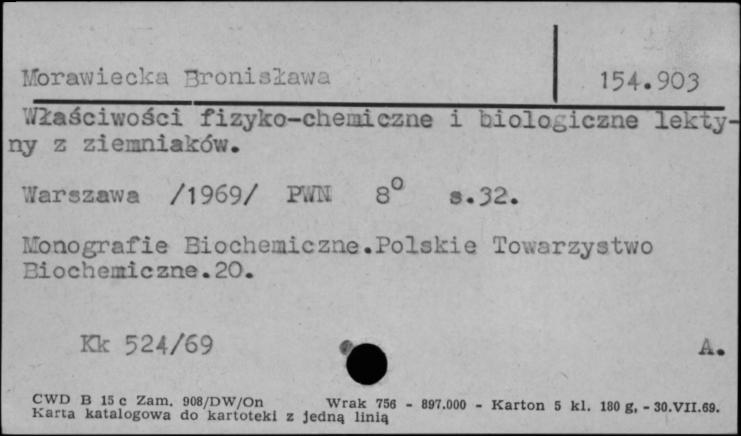 Morawiecka Bronisława 154.903
Właściwości fizyko-chemiczne i biologiczne lekty-
ny z ziemniaków.
Warszawa /1969/ PWN 8° s.32.
Monografie Biochemiczne.Polskie Towarzystwo
Biochemiczne.20.
Kk 524/69 A.
CWD B 15 c Zam. 908/DW/On Wrak 756 - 897.000 - Karton 5 kl. 180 g, - 30.VII.69.
Karta katalogowa do kartoteki z jedną linią